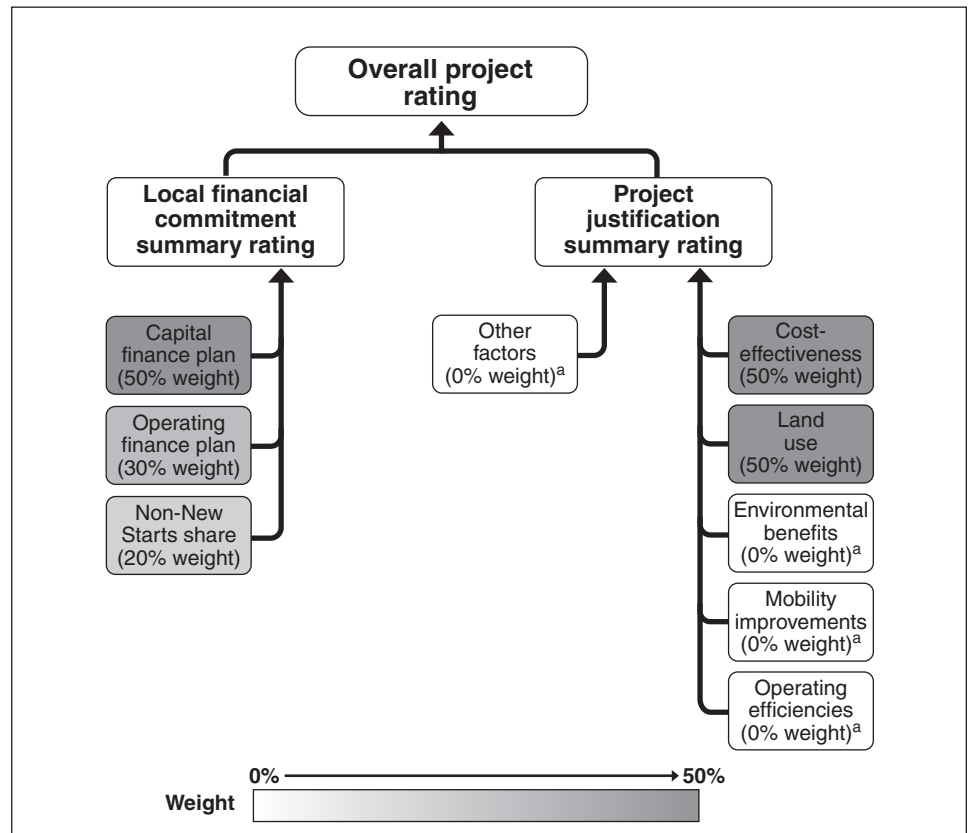 Overall project
rating
Local financial
commitment
summary rating
Project
justification
summary rating
Capital
finance plan
(50% weight)
Operating
finance plan
(30% weight)
Non-New
Starts share
(20% weight)
Other
factors
(0% weight)a
Cost-
effectiveness
(50% weight)
Land
use
(50% weight)
Environmental
benefits
(0% weight)a
Mobility
improvements
(0% weight)a
Operating
efficiencies
(0% weight)a
0% 50%
Weight